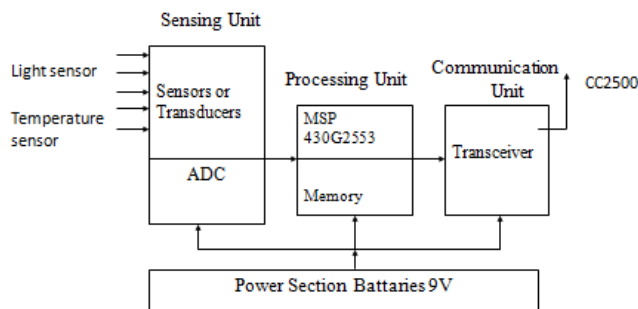 Sensing Unit
Light sensor
Temperature
sensor
Sensors or
Transducers
ADC
Processing Unit
MSP
430G2553
Memory
Communication
Unit
Transceiver
CC2500
Power Section Battaries 9V